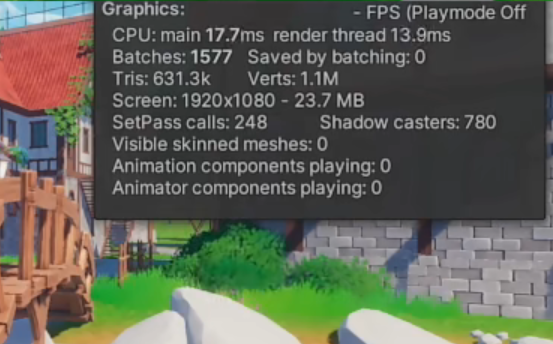 Graphics: - FPS (Playmode Off
CPU: main 17.7ms render thread 13.9ms
Batches: 1577 Saved by batching: 0
Tris: 631.3k Verts: 1.1M
Screen: 1920x1080 - 23.7 MB
SetPass calls: 248 Shadow casters: 780
Visible skinned meshes: 0
Animation components playing: 0
Animator components playing: 0